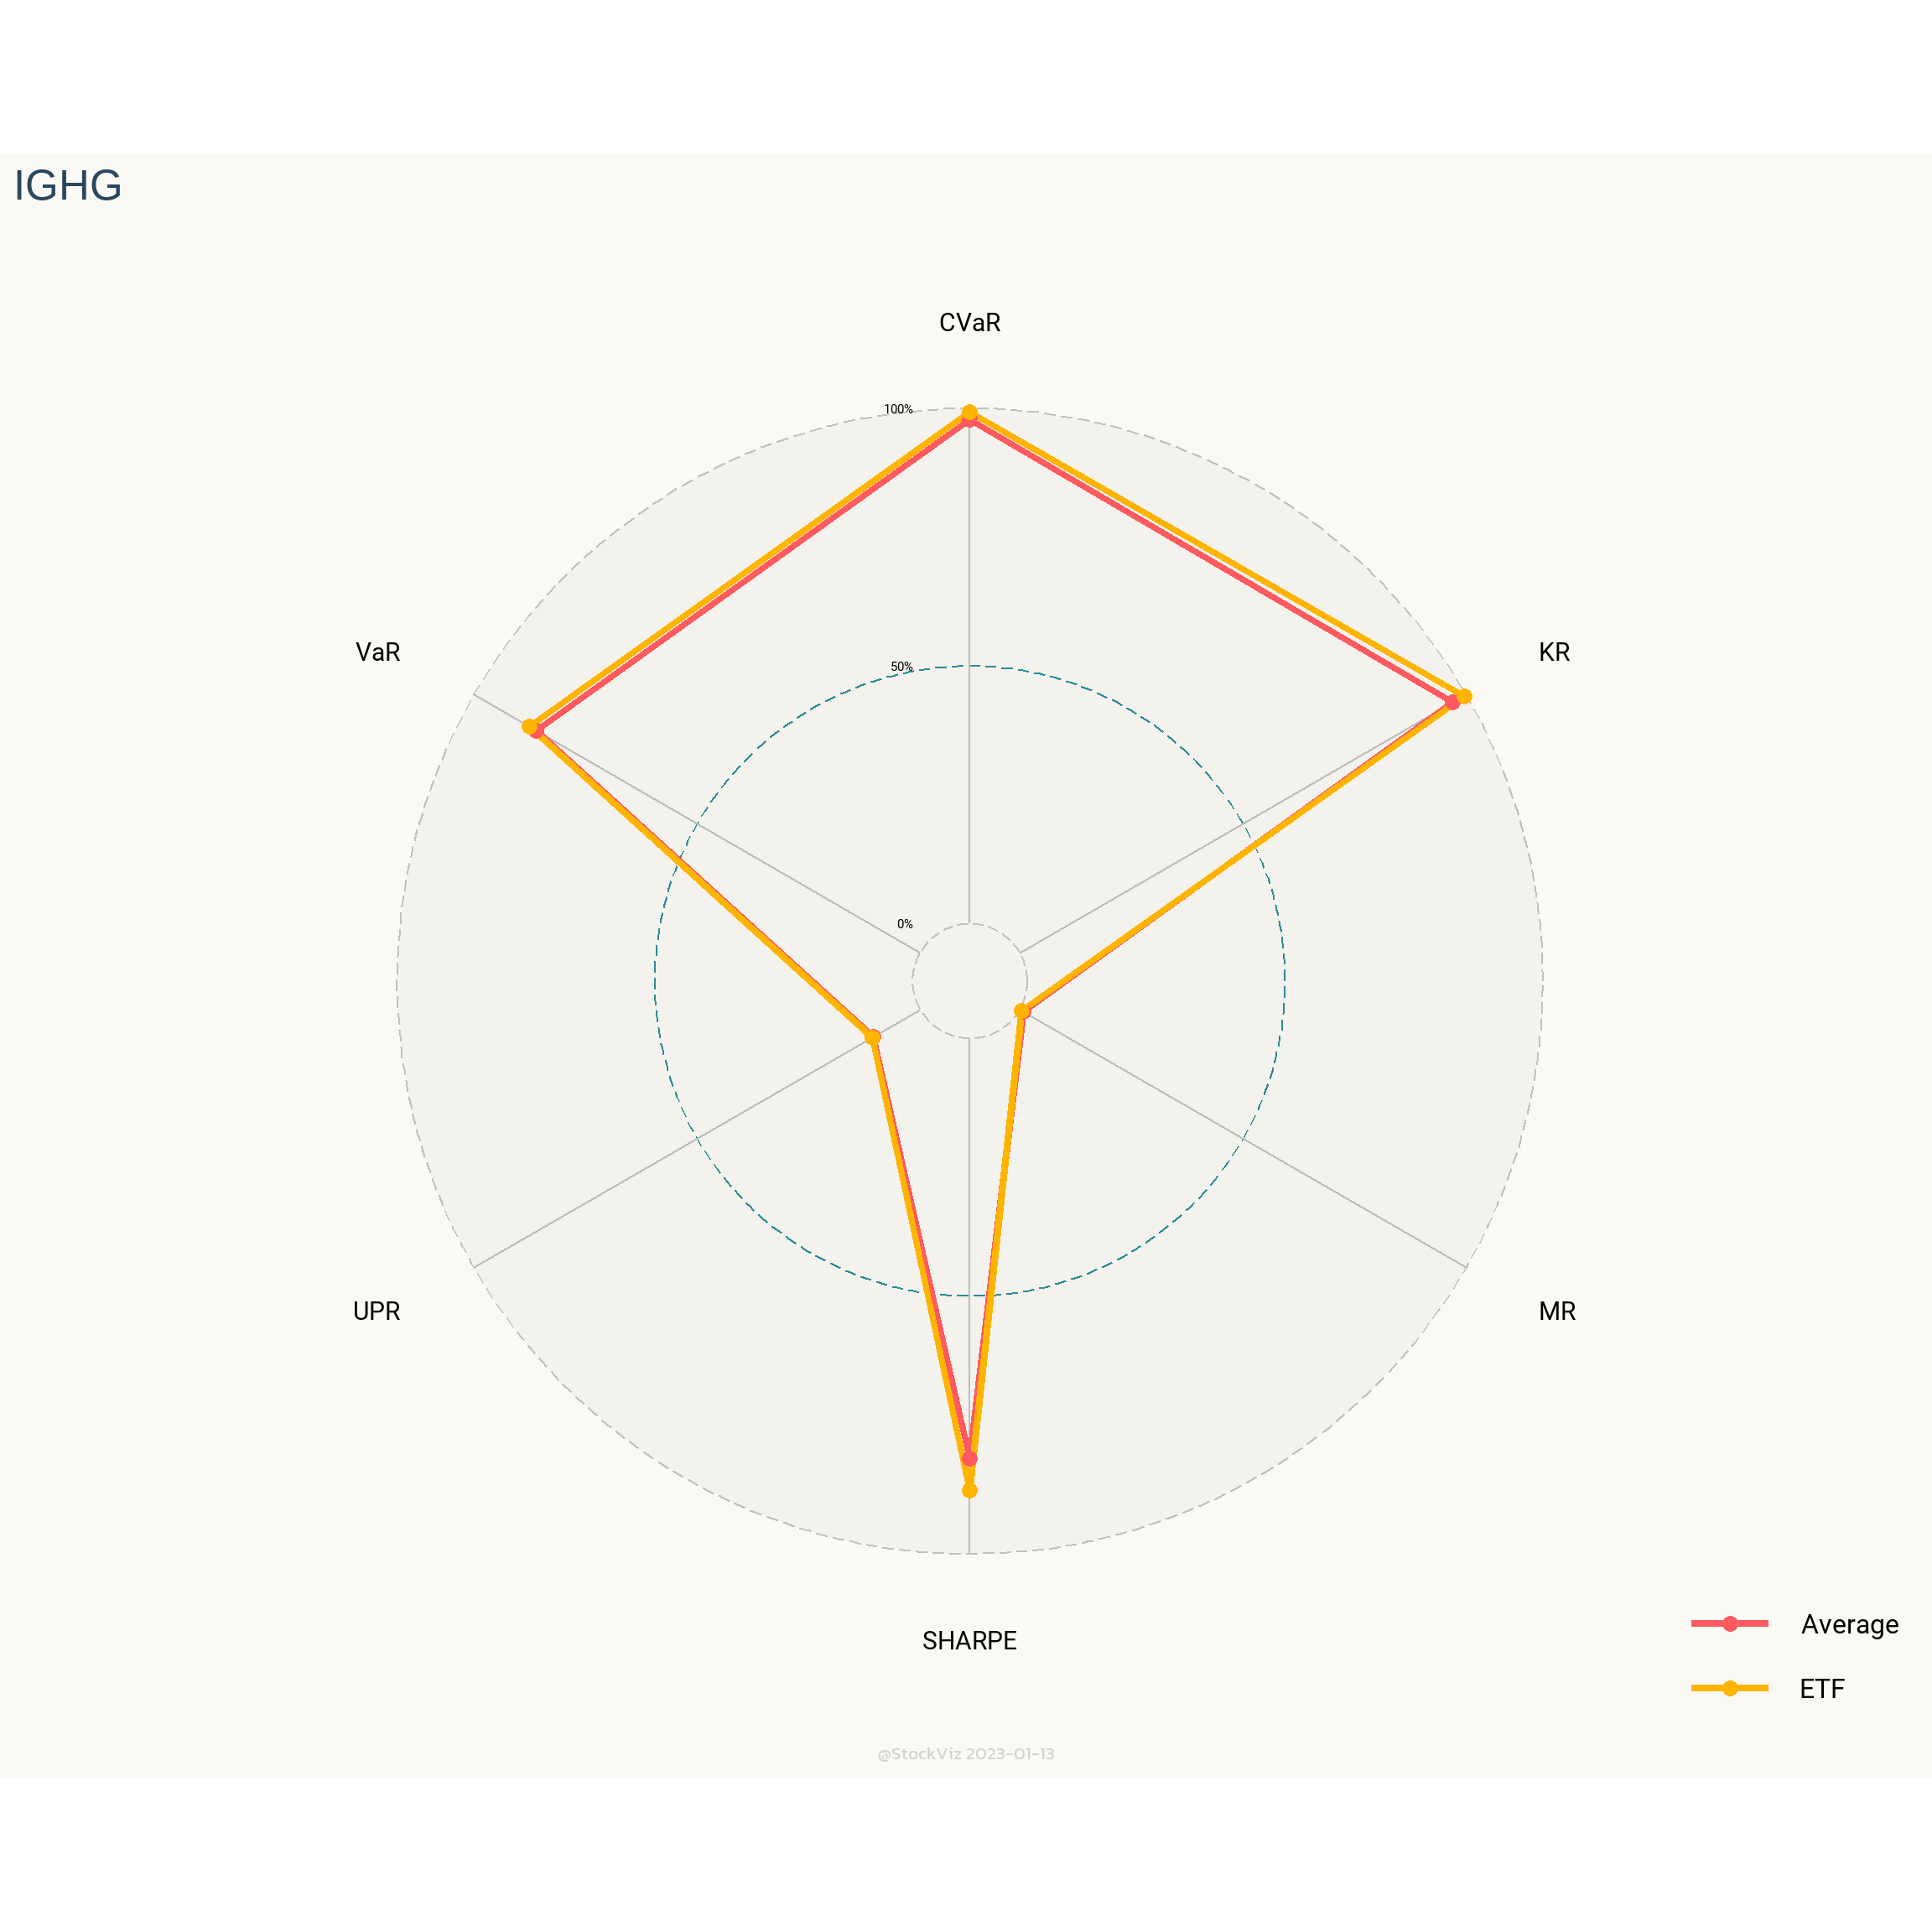 IGHG
CVaR
100%
VaR
KR
50%
0%
UPR
MR
SHARPE
Average
ETF
@StockViz 2023-01-13